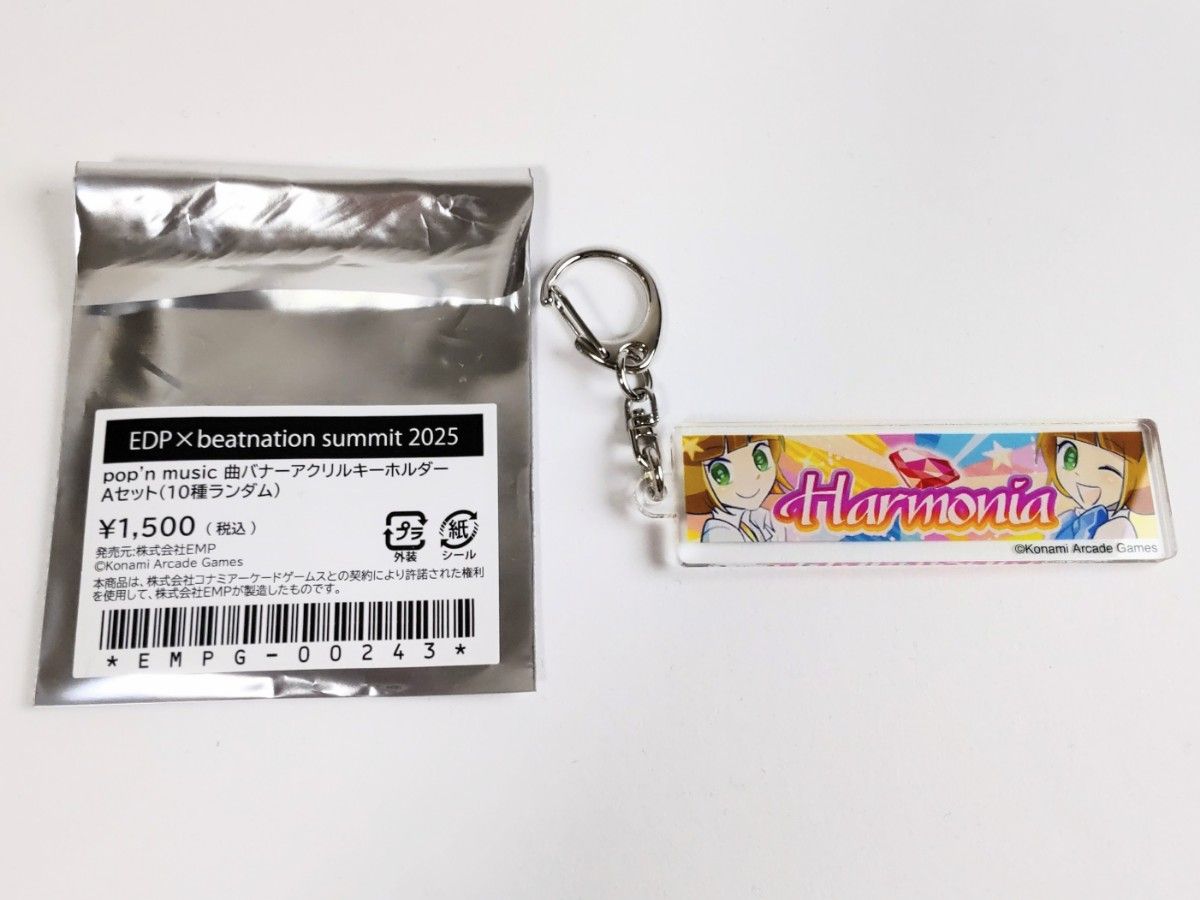 EDP×beatnation summit 2025
pop'n music 曲バナーアクリルキーホルダー
Aセット(10種ランダム)
¥1,500 (税込)
発売元:株式会社EMP
©Konami Arcade Games
プラ
外装
紙
シール
本商品は、株式会社コナミアーケードゲームスとの契約により許諾された権利
を使用して、株式会社EMPが製造したものです。
*EMPG-00243*
Harmonia
©Konami Arcade Games